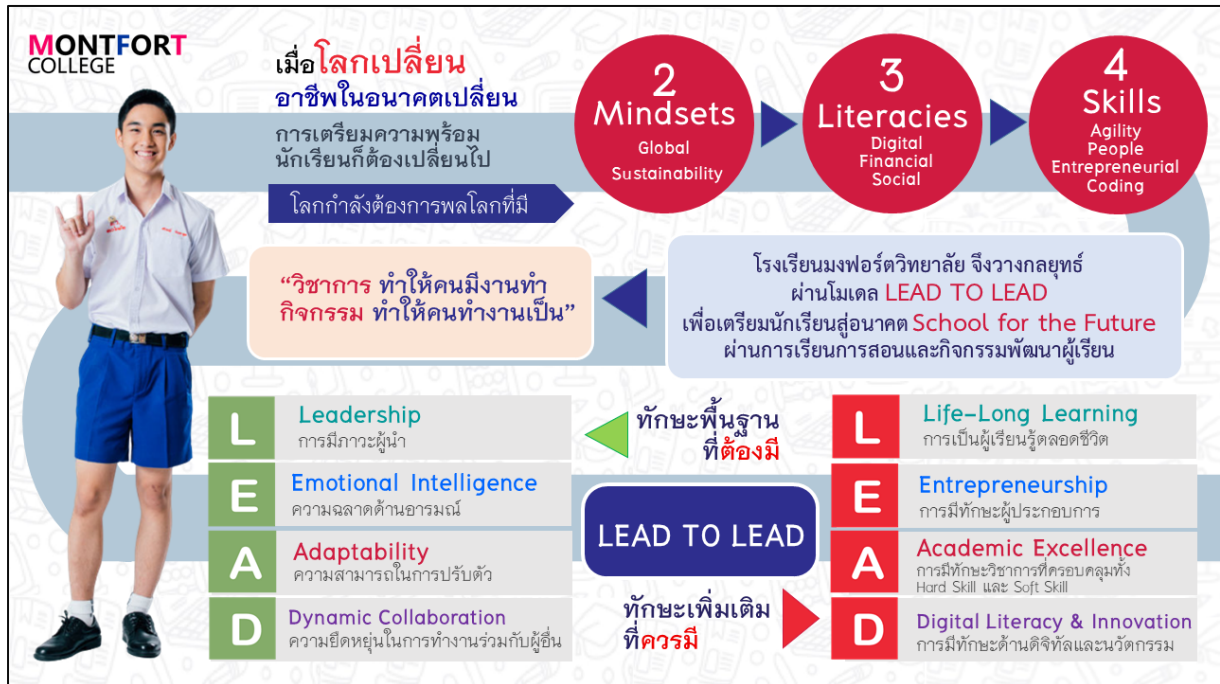 MONTFORT
COLLEGE
เมื่อโลกเปลี่ยน
อาชีพในอนาคตเปลี่ยน
การเตรียมความพร้อม
นักเรียนก็ต้องเปลี่ยนไป
โลกกำลังต้องการพลโลกที่มี
2
Mindsets
Global
Sustainability
3
Literacies
Digital
Financial
Social
4
Skills
Agility
People
Entrepreneurial
Coding
โรงเรียนมงฟอร์ตวิทยาลัย จึงวางกลยุทธ์
ผ่านโมเดล LEAD TO LEAD
เพื่อเตรียมนักเรียนสู่อนาคต School for the Future
ผ่านการเรียนการสอนและกิจกรรมพัฒนาผู้เรียน
“วิชาการ ทำให้คนมีงานทำ
กิจกรรม ทำให้คนทำงานเป็น”
L
Leadership
การมีภาวะผู้นำ
E
Emotional Intelligence
ความฉลาดด้านอารมณ์
A
Adaptability
ความสามารถในการปรับตัว
D
Dynamic Collaboration
ความยืดหยุ่นในการทำงานร่วมกับผู้อื่น
ทักษะพื้นฐาน
ที่ต้องมี
LEAD TO LEAD
ทักษะเพิ่มเติม
ที่ควรมี
L
Life-Long Learning
การเป็นผู้เรียนรู้ตลอดชีวิต
E
Entrepreneurship
การมีทักษะผู้ประกอบการ
A
Academic Excellence
การมีทักษะวิชาการที่ครอบคลุมทั้ง
Hard Skill และ Soft Skill
D
Digital Literacy & Innovation
การมีทักษะด้านดิจิทัลและนวัตกรรม